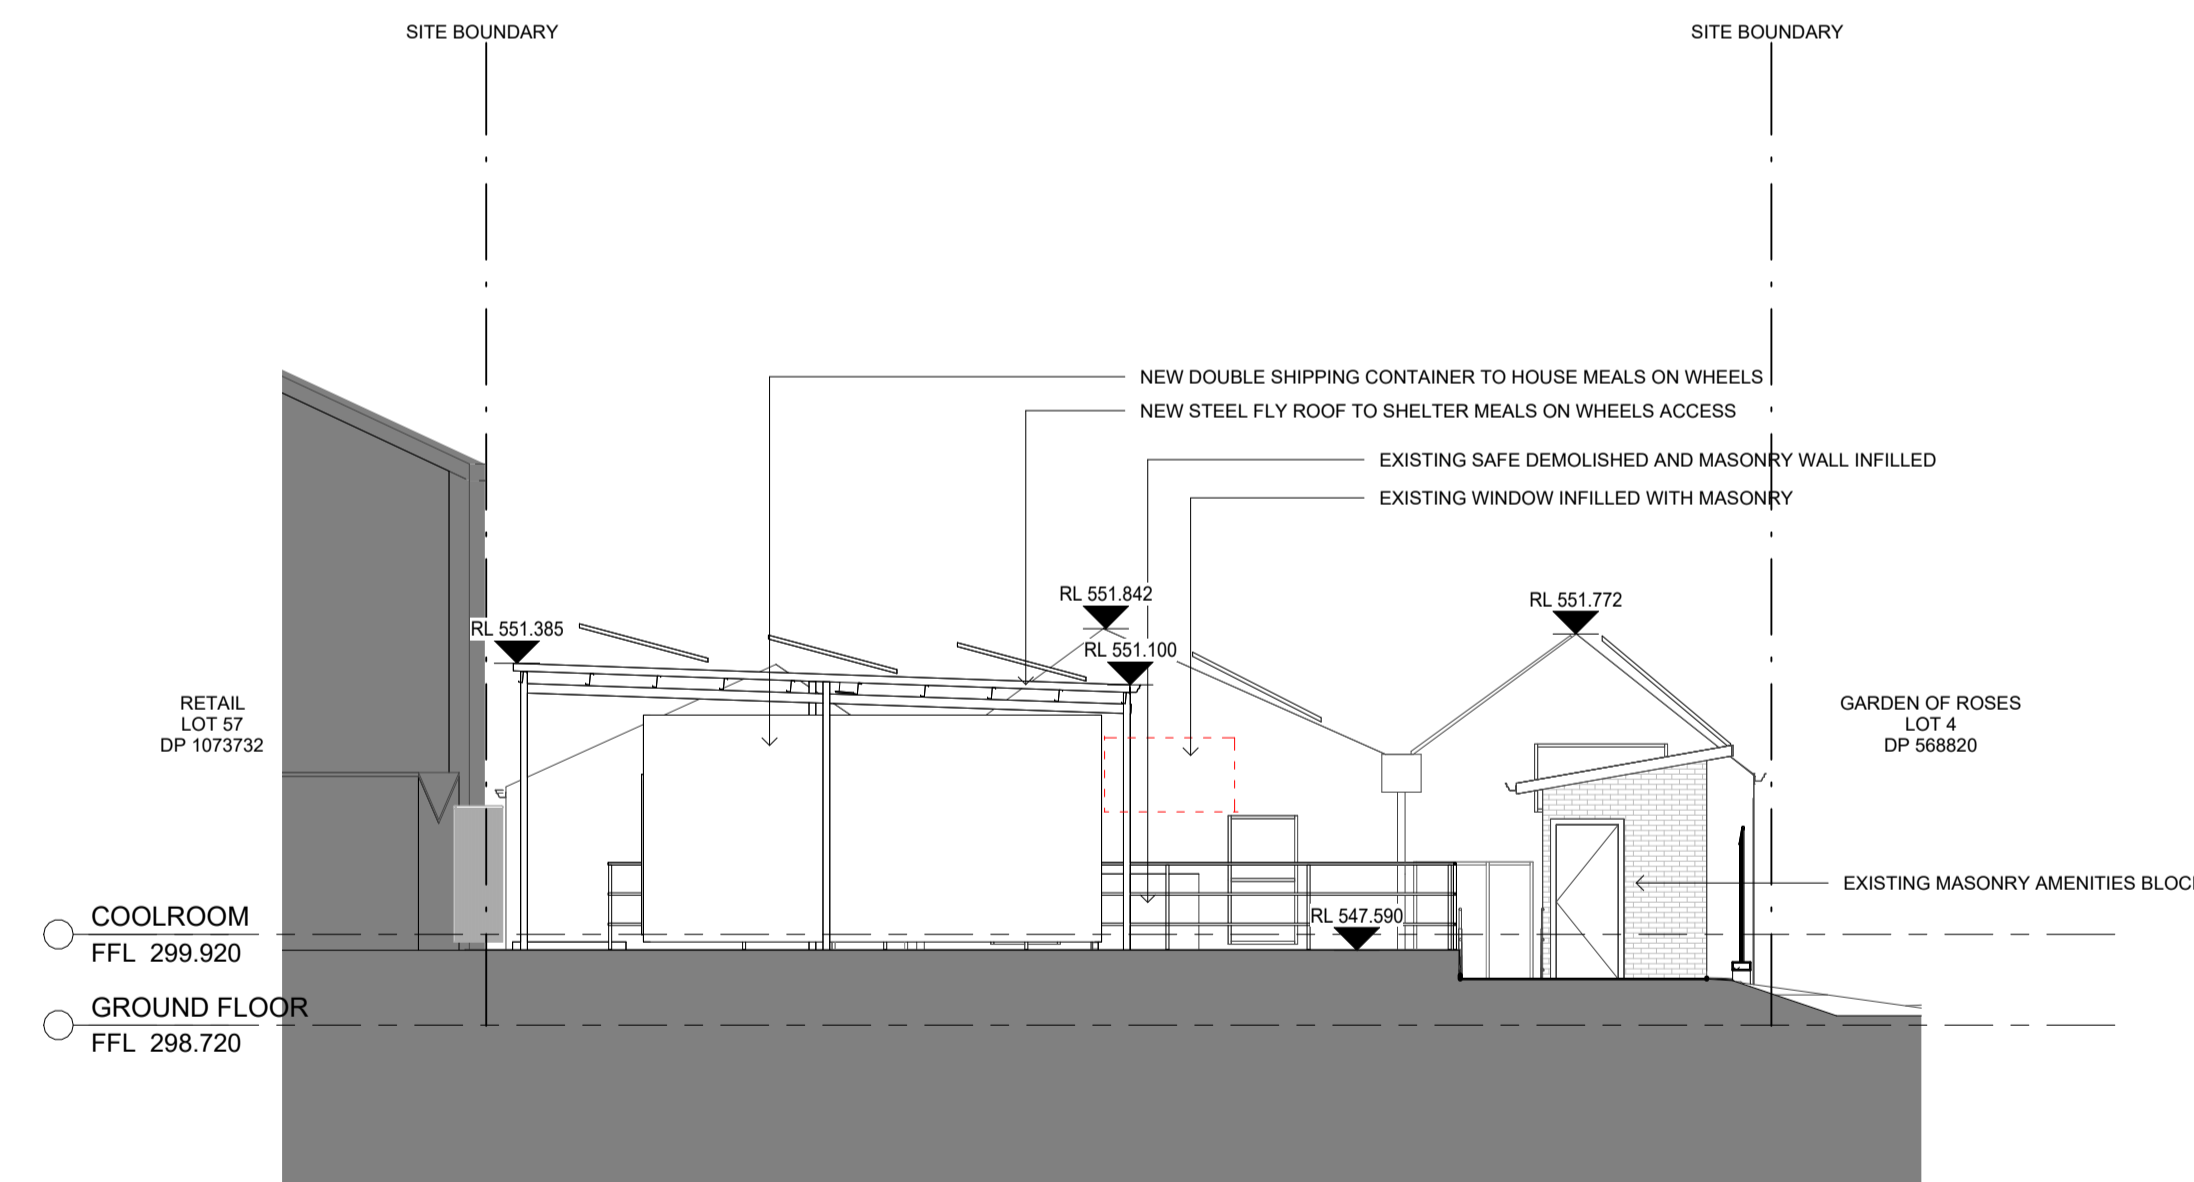 SITE BOUNDARY
SITE BOUNDARY
NEW DOUBLE SHIPPING CONTAINER TO HOUSE MEALS ON WHEELS
NEW STEEL FLY ROOF TO SHELTER MEALS ON WHEELS ACCESS
EXISTING SAFE DEMOLISHED AND MASONRY WALL INFILLED
EXISTING WINDOW INFILLED WITH MASONRY
RL 551.842
RL 551.772
RL 551.385
RL 551.100
RETAIL
LOT 57
DP 1073732
GARDEN OF ROSES
LOT 4
DP 568820
EXISTING MASONRY AMENITIES BLOC
RL 547.590
COOLROOM
FFL 299.920
GROUND FLOOR
FFL 298.720